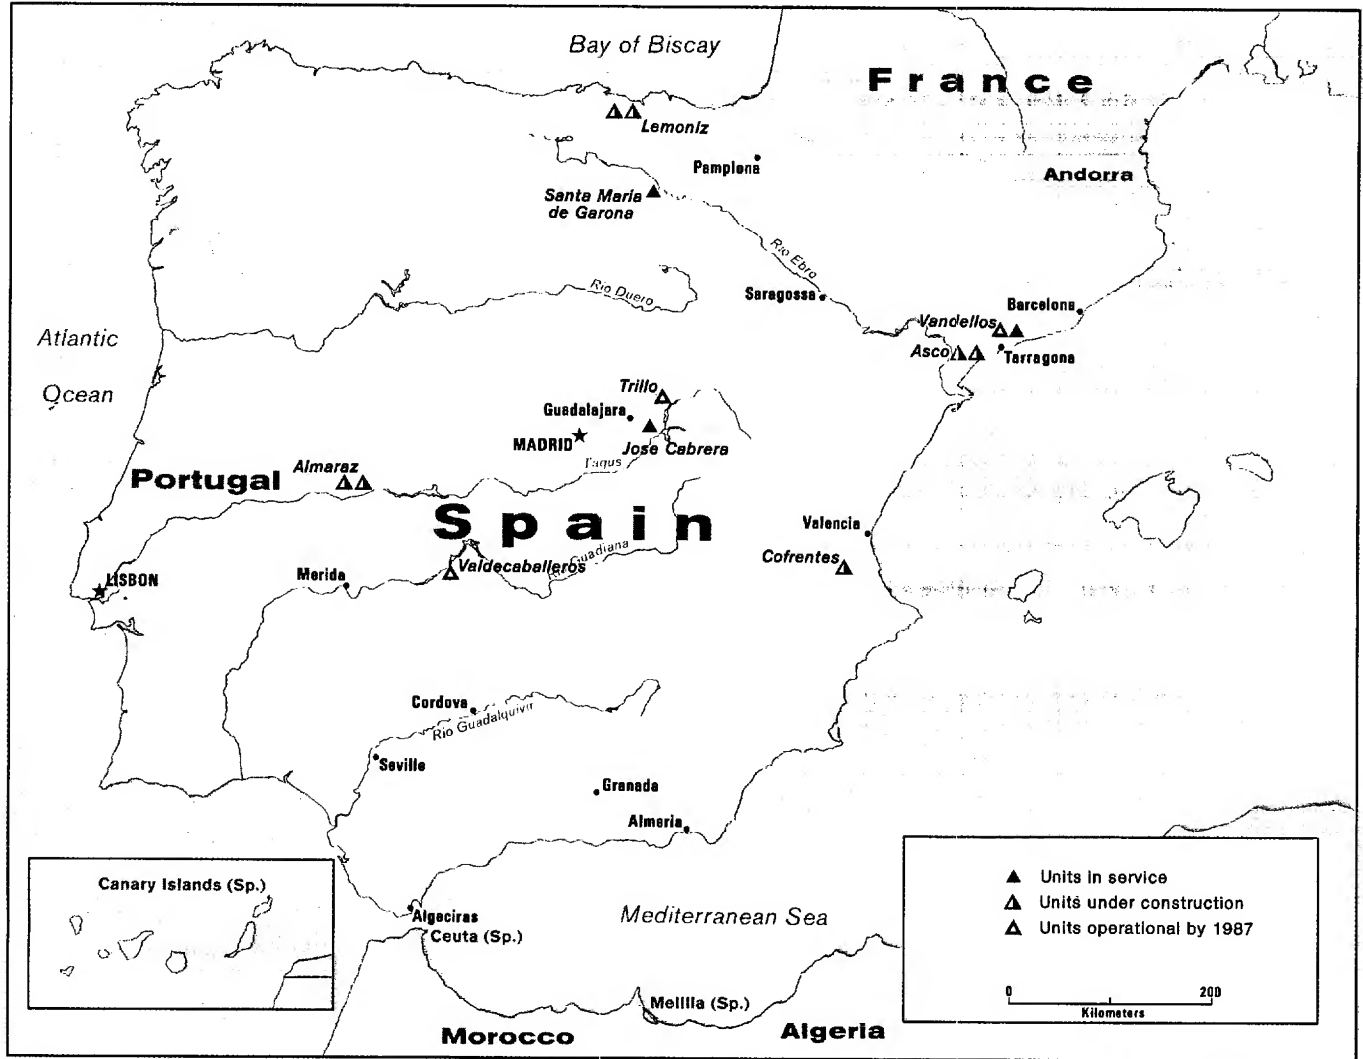 Bay of Biscay
France
Lemoniz
Pamplona
Andorra
Santa Maria
de Garona
Rio Ebro
Rio Duero
Saragossa
Barcelona
Vandellos
Atlantic
Ocean
Asco
Tarragona
Trillo
Guadalajara
MADRID
Jose Cabrera
Tagus
Portugal
Almaraz
Spain
Valencia
Cofrentes
Guadiana
Valdecaballeros
Merida
LISBON
Cordova
Rio Guadalquivir
Seville
Granada
Almeria
Canary Islands (Sp.)
Algeciras
Ceuta (Sp.)
Mediterranean Sea
Melilla (Sp.)
Morocco
Algeria
Units in service
Units under construction
Units operational by 1987
0 200
Kilometers